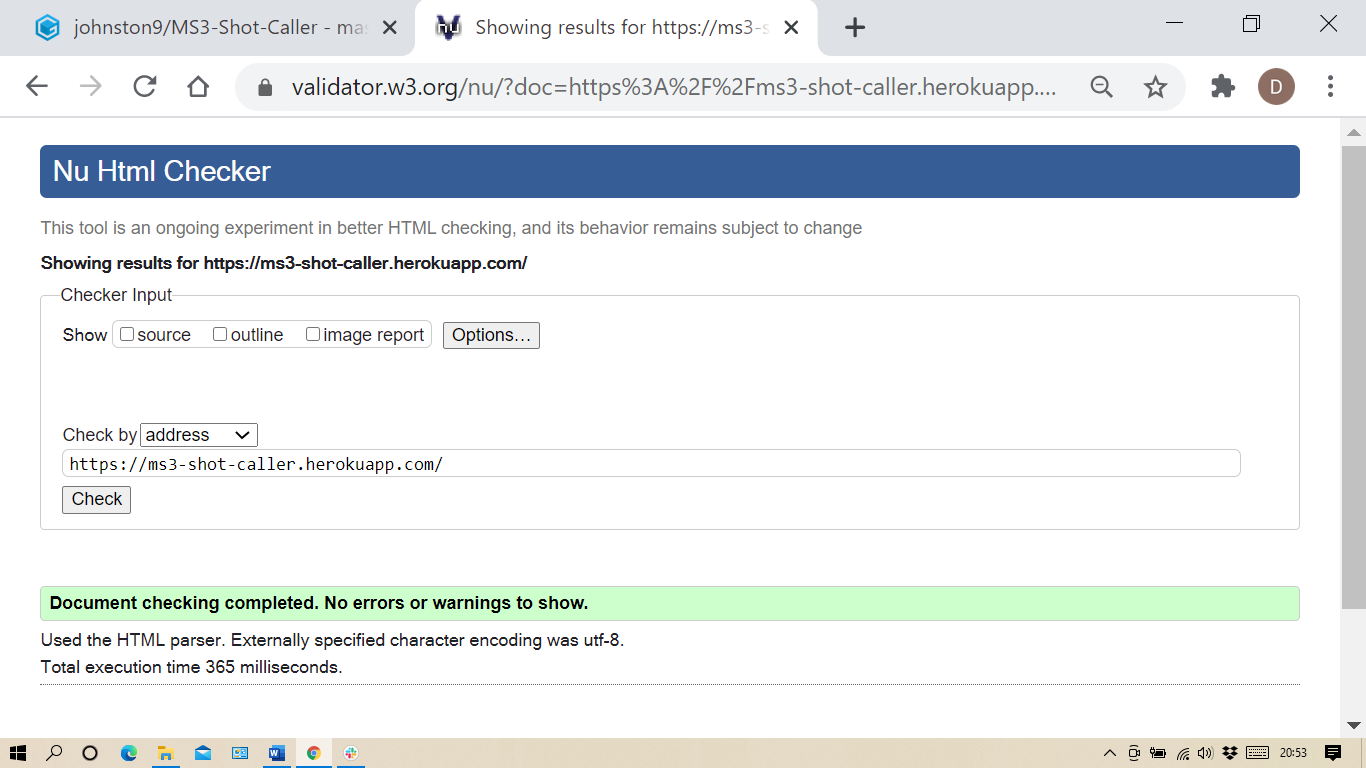 johnston9/MS3-Shot-Caller - mas
Showing results for https://ms3-s
validator.w3.org/nu/?doc=https%3A%2F%2Fms3-shot-caller.herokuapp....
D
Nu Html Checker
This tool is an ongoing experiment in better HTML checking, and its behavior remains subject to change
Showing results for https://ms3-shot-caller.herokuapp.com/
Checker Input
Show source outline image report Options...
Check by address
https://ms3-shot-caller.herokuapp.com/
Check
Document checking completed. No errors or warnings to show.
Used the HTML parser. Externally specified character encoding was utf-8.
Total execution time 365 milliseconds.
20:53